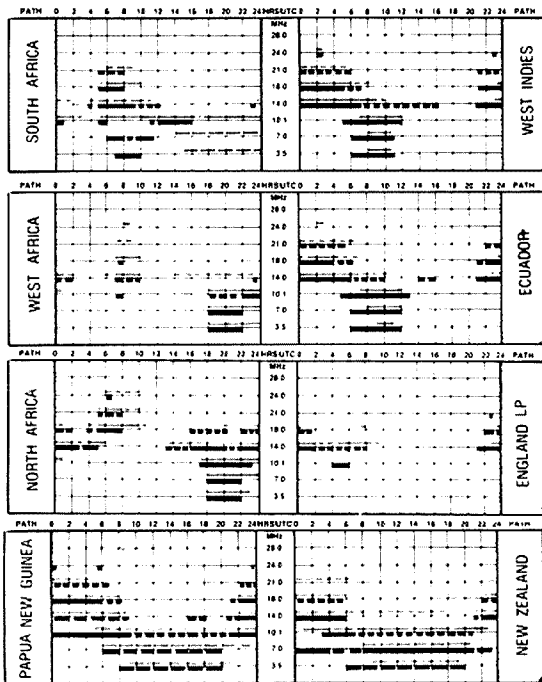 PATH 0 2 4 6 8 10 12 14 16 18 20 22 24 HRSUTC 0 2 4 6 8 10 12 14 16 18 20 22 24 PATH
SOUTH AFRICA
MHz
28.0
24.0
21.0
18.0
14.0
10.1
7.0
3.5
WEST INDIES
PATH 0 2 4 6 8 10 12 14 16 18 20 22 24 HRSUTC 0 2 4 6 8 10 12 14 16 18 20 22 24 PATH
WEST AFRICA
MHz
28.0
24.0
21.0
18.0
14.0
10.1
7.0
3.5
ECUADOR
PATH 0 2 4 6 8 10 12 14 16 18 20 22 24 HRSUTC 0 2 4 6 8 10 12 14 16 18 20 22 24 PATH
NORTH AFRICA
MHz
28.0
24.0
21.0
18.0
14.0
10.1
7.0
3.5
ENGLAND LP
PATH 0 2 4 6 8 10 12 14 16 18 20 22 24 HRSUTC 0 2 4 6 8 10 12 14 16 18 20 22 24 PATH
PAPUA NEW GUINEA
MHz
28.0
24.0
21.0
18.0
14.0
10.1
7.0
3.5
NEW ZEALAND